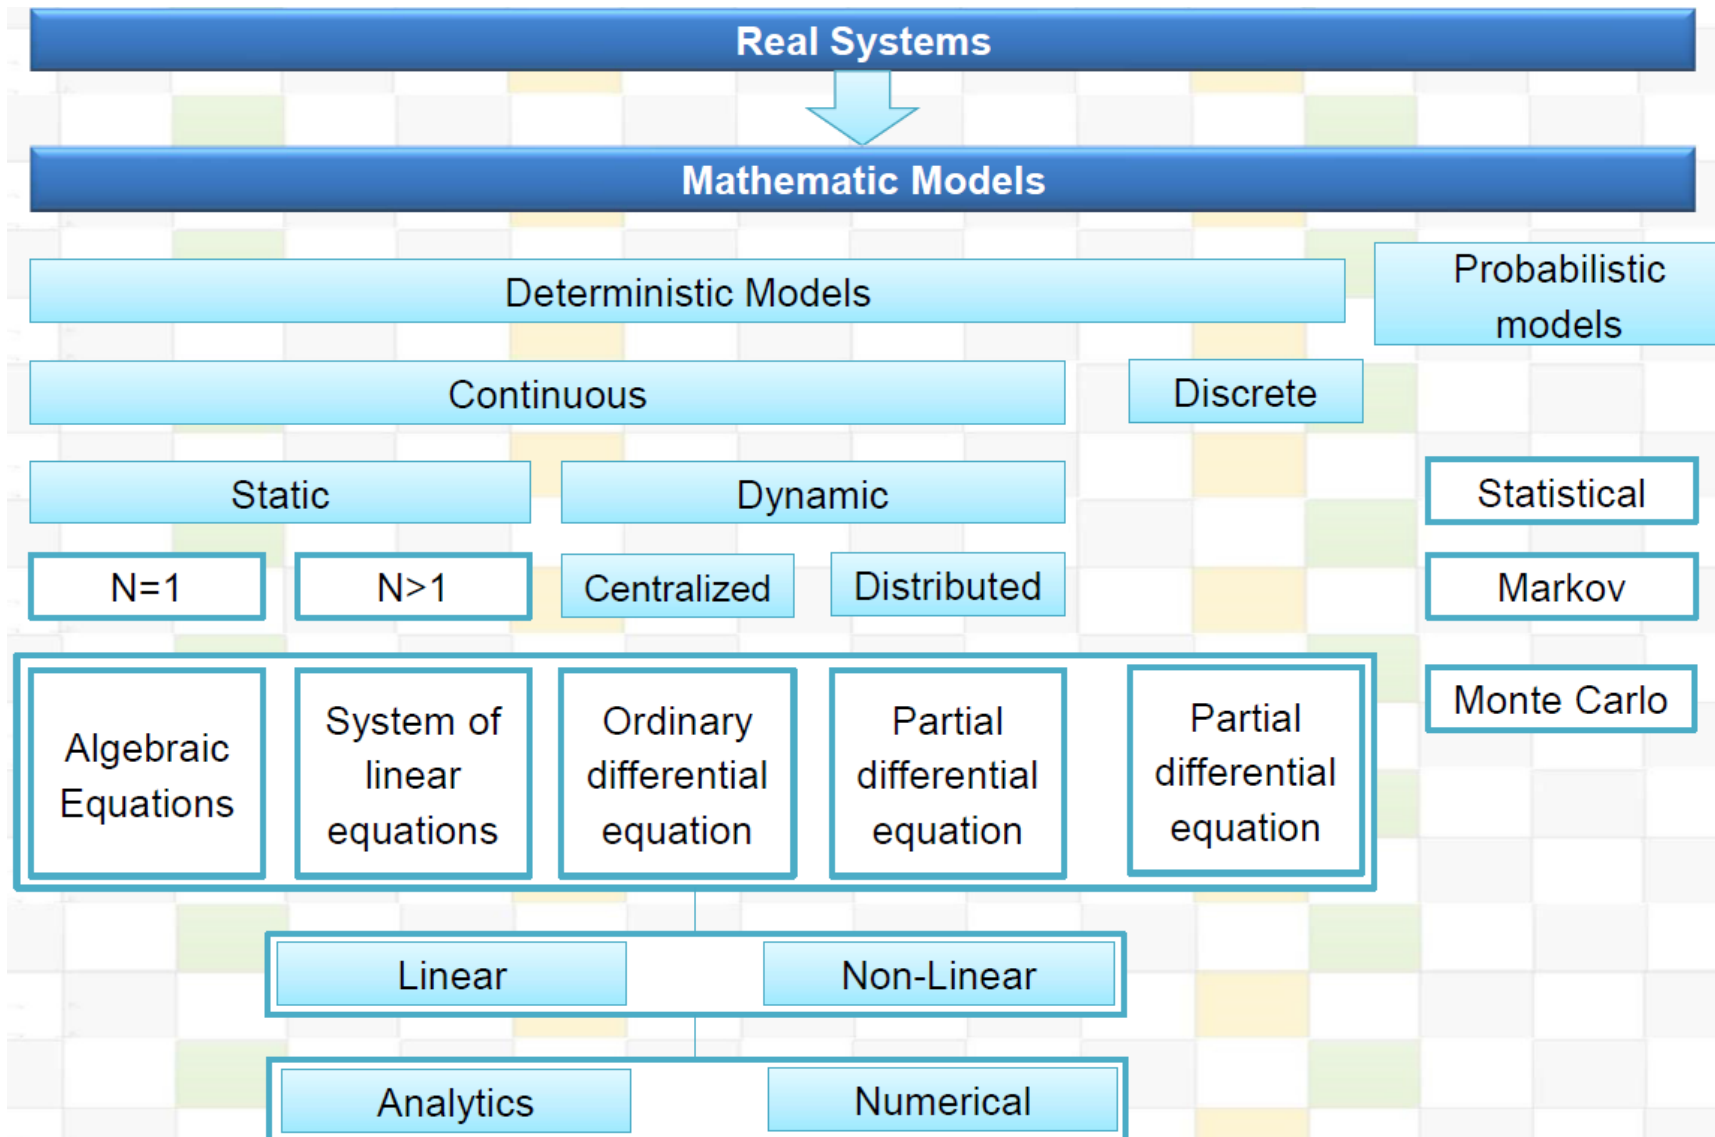 Real Systems
Mathematic Models
Deterministic Models
Probabilistic
models
Continuous
Discrete
Static
Dynamic
Statistical
N=1
N>1
Centralized
Distributed
Markov
Algebraic
Equations
System of
linear
equations
Ordinary
differential
equation
Partial
differential
equation
Partial
differential
equation
Monte Carlo
Linear
Non-Linear
Analytics
Numerical